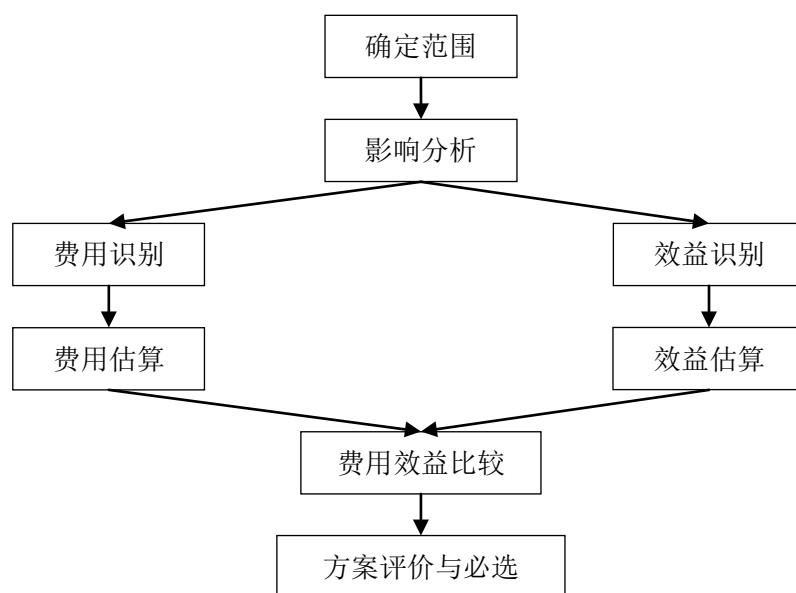 确定范围
影响分析
费用识别
效益识别
费用估算
效益估算
费用效益比较
方案评价与必选